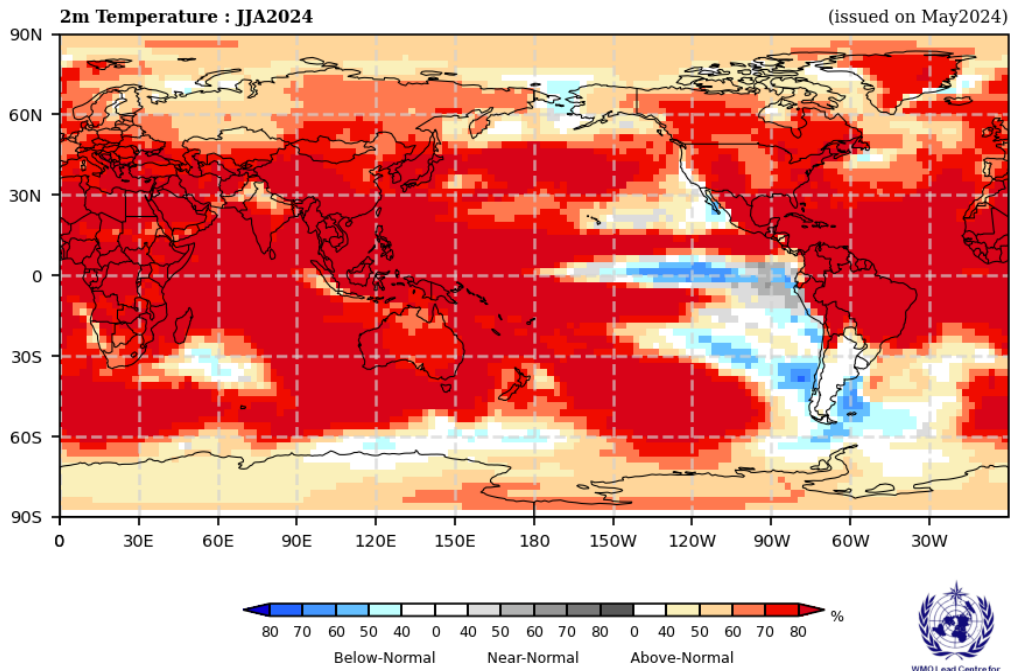 2m Temperature : JJA2024
(issued on May2024)
90N
60N
30N
0
30S
60S
90S
0 30E 60E 90E 120E 150E 180 150W 120W 90W 60W 30W
80 70 60 50 40 0 40 50 60 70 80 0 40 50 60 70 80 %
Below-Normal Near-Normal Above-Normal
WMO Lead Centre for